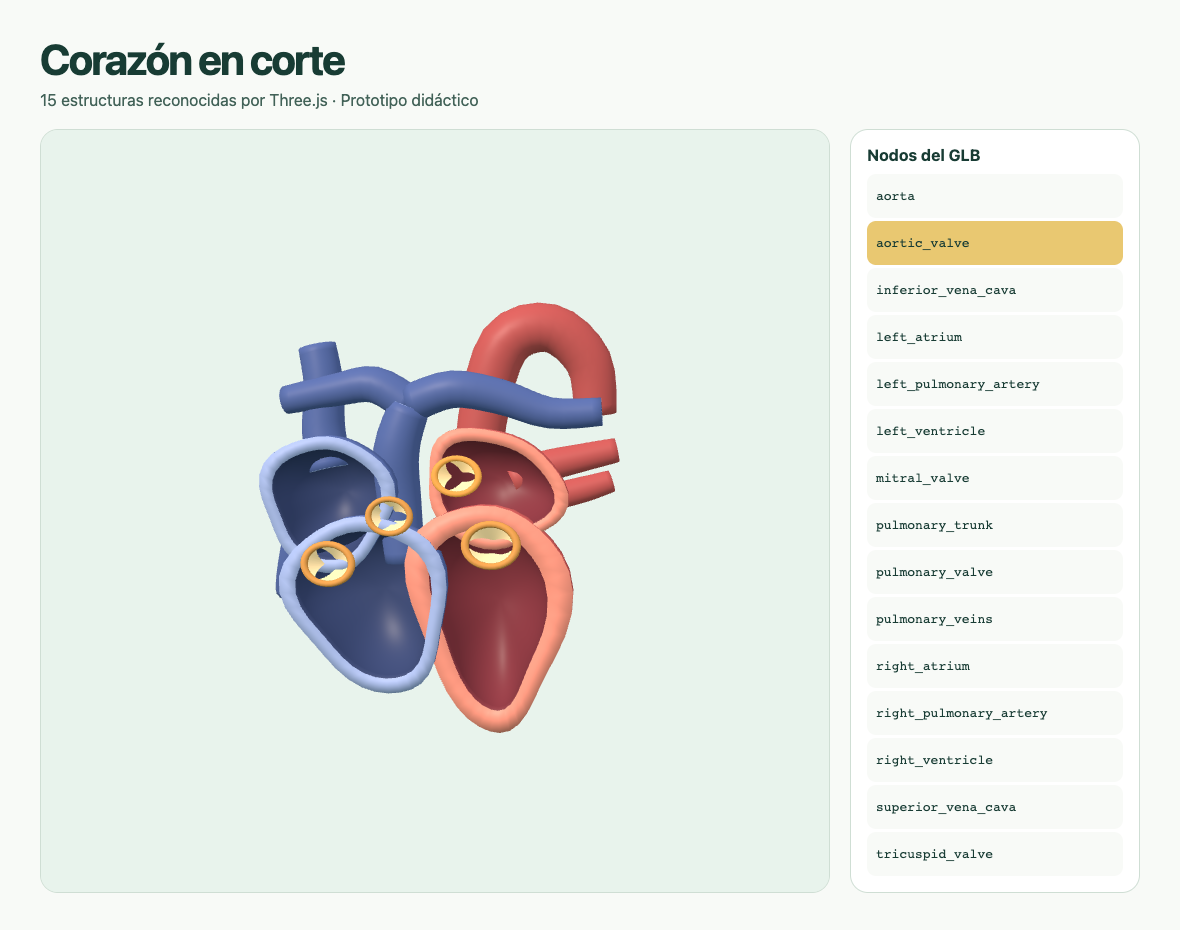 Corazón en corte
15 estructuras reconocidas por Three.js · Prototipo didáctico
Nodos del GLB
aorta
aortic_valve
inferior_vena_cava
left_atrium
left_pulmonary_artery
left_ventricle
mitral_valve
pulmonary_trunk
pulmonary_valve
pulmonary_veins
right_atrium
right_pulmonary_artery
right_ventricle
superior_vena_cava
tricuspid_valve